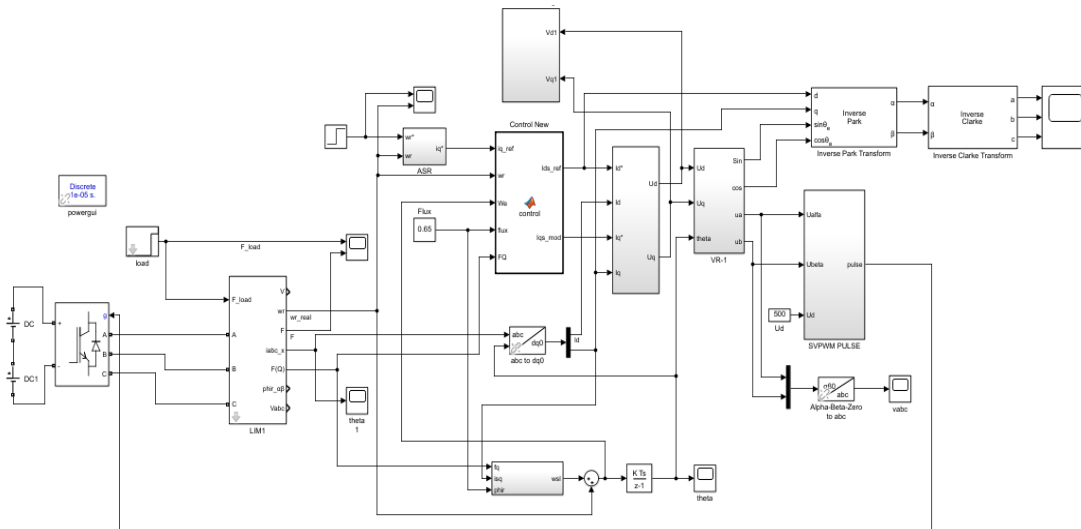 Vd1
Vq1
Control New
d
q
sinθe
cosθe
Inverse
Park
α
β
Inverse Park Transform
α
β
Inverse
Clarke
a
b
c
Inverse Clarke Transform
wr*
wr
iq*
ASR
iq_ref
wr
Wa
flux
FQ
control
Ids_ref
Iqs_mod
Id*
Id
Iq*
Iq
Ud
Uq
Ud
Uq
theta
Sin
cos
ua
ub
VR-1
Ualfa
Ubeta
Ud
pulse
SVPWM PULSE
500
Ud
Discrete
1e-05 s.
powergui
Flux
0.65
load
F_load
F_load
A
B
C
V
wr
wr_real
F
F
iabc_x
F(Q)
phir_αβ
Vabc
LIM1
DC
DC1
+
-
g
A
B
C
theta
1
abc
dq0
abc to dq0
Id
αβ0
abc
Alpha-Beta-Zero
to abc
vabc
fq
isq
phir
wsl
K Ts
z-1
theta